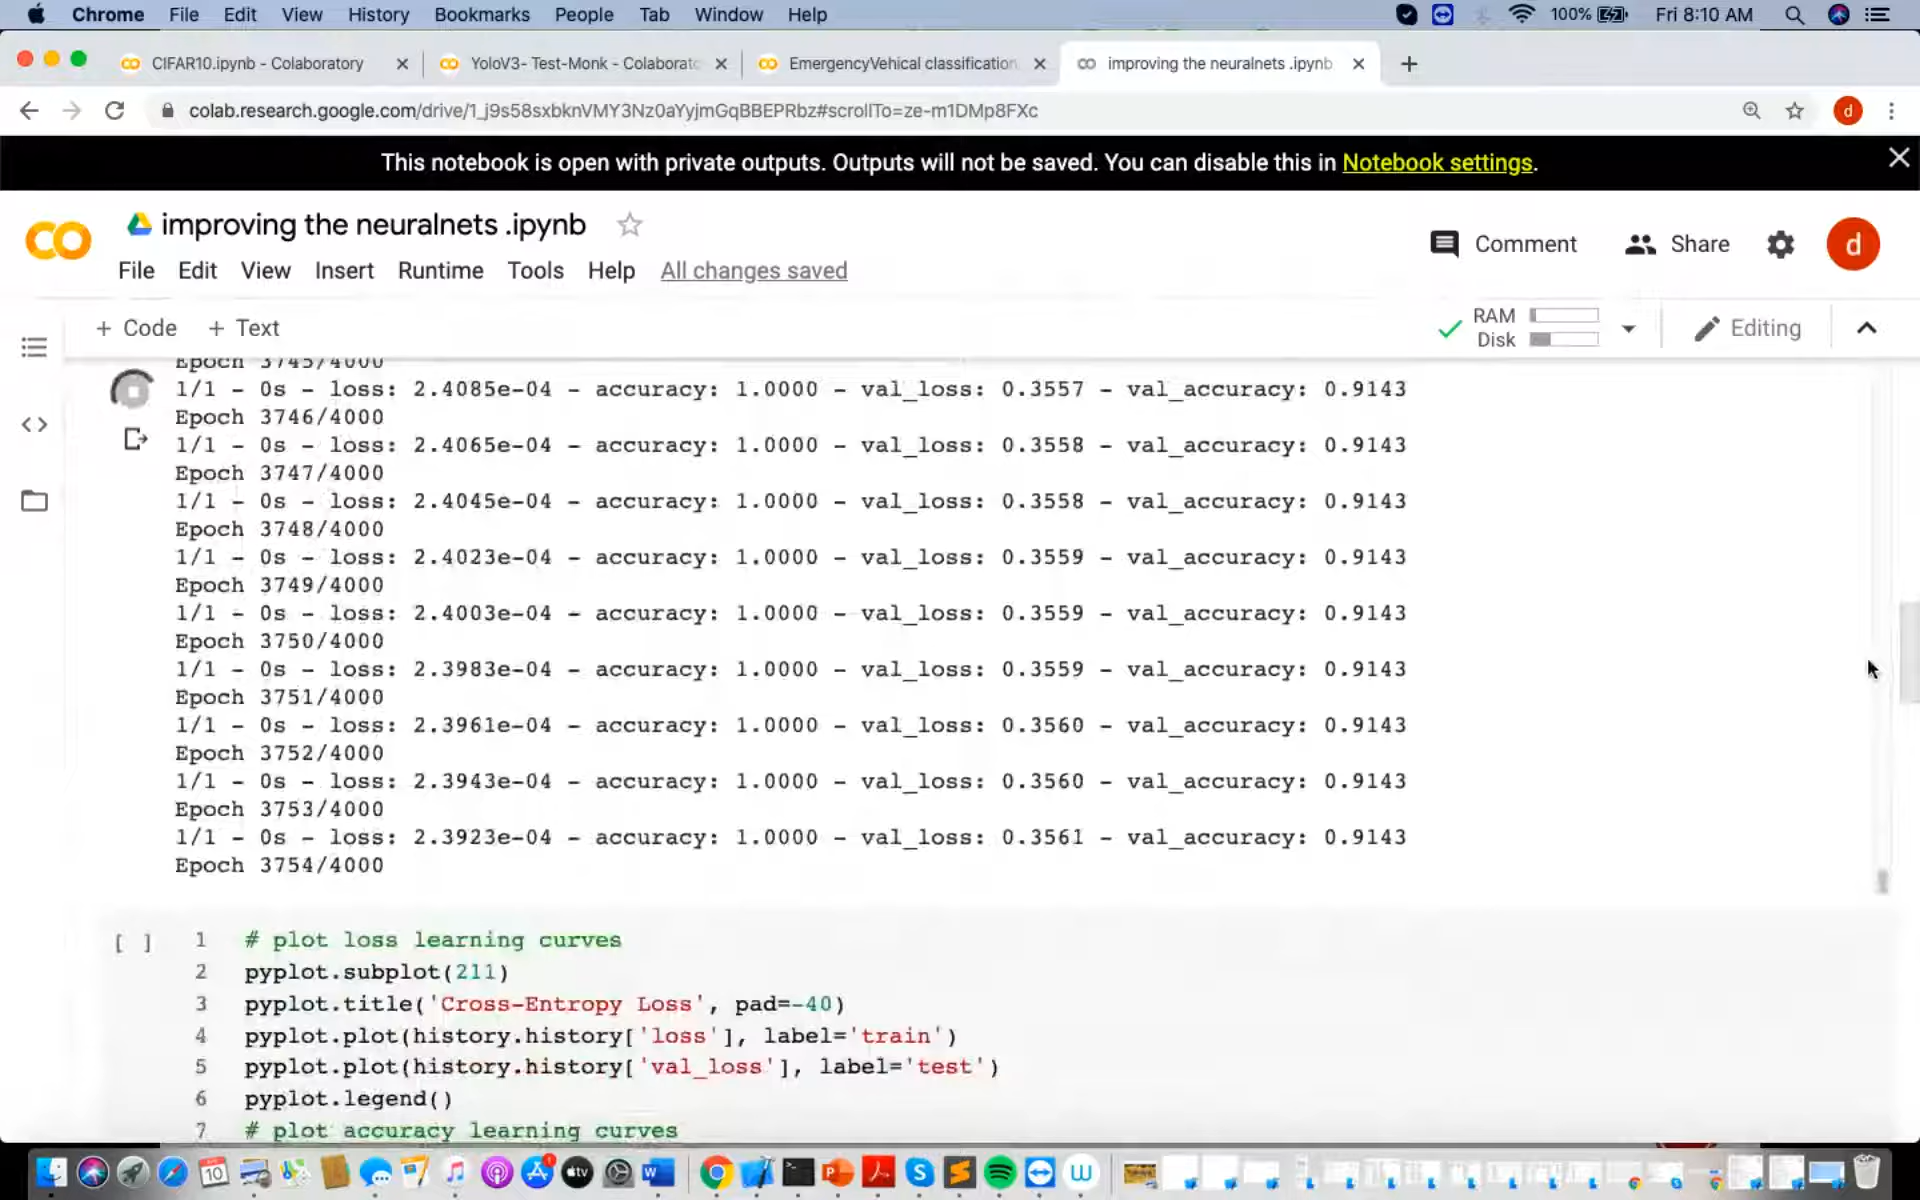 Chrome File Edit View History Bookmarks People Tab Window Help 100% Fri 8:10 AM
CIFAR10.ipynb - Colaboratory YoloV3- Test-Monk - Colaborato EmergencyVehical classification improving the neuralnets .ipynb
colab.research.google.com/drive/1_j9s58sxbknVMY3Nz0aYyjmGqBBEPRbz#scrollTo=ze-m1DMp8FXc d
This notebook is open with private outputs. Outputs will not be saved. You can disable this in Notebook settings.
CO improving the neuralnets .ipynb
Comment Share d
File Edit View Insert Runtime Tools Help All changes saved
+ Code + Text RAM Disk Editing
Epoch 3745/4000
1/1 - 0s - loss: 2.4085e-04 - accuracy: 1.0000 - val_loss: 0.3557 - val_accuracy: 0.9143
Epoch 3746/4000
1/1 - 0s - loss: 2.4065e-04 - accuracy: 1.0000 - val_loss: 0.3558 - val_accuracy: 0.9143
Epoch 3747/4000
1/1 - 0s - loss: 2.4045e-04 - accuracy: 1.0000 - val_loss: 0.3558 - val_accuracy: 0.9143
Epoch 3748/4000
1/1 - 0s - loss: 2.4023e-04 - accuracy: 1.0000 - val_loss: 0.3559 - val_accuracy: 0.9143
Epoch 3749/4000
1/1 - 0s - loss: 2.4003e-04 - accuracy: 1.0000 - val_loss: 0.3559 - val_accuracy: 0.9143
Epoch 3750/4000
1/1 - 0s - loss: 2.3983e-04 - accuracy: 1.0000 - val_loss: 0.3559 - val_accuracy: 0.9143
Epoch 3751/4000
1/1 - 0s - loss: 2.3961e-04 - accuracy: 1.0000 - val_loss: 0.3560 - val_accuracy: 0.9143
Epoch 3752/4000
1/1 - 0s - loss: 2.3943e-04 - accuracy: 1.0000 - val_loss: 0.3560 - val_accuracy: 0.9143
Epoch 3753/4000
1/1 - 0s - loss: 2.3923e-04 - accuracy: 1.0000 - val_loss: 0.3561 - val_accuracy: 0.9143
Epoch 3754/4000
[ ] 1 # plot loss learning curves
2 pyplot.subplot(211)
3 pyplot.title('Cross-Entropy Loss', pad=-40)
4 pyplot.plot(history.history['loss'], label='train')
5 pyplot.plot(history.history['val_loss'], label='test')
6 pyplot.legend()
7 # plot accuracy learning curves